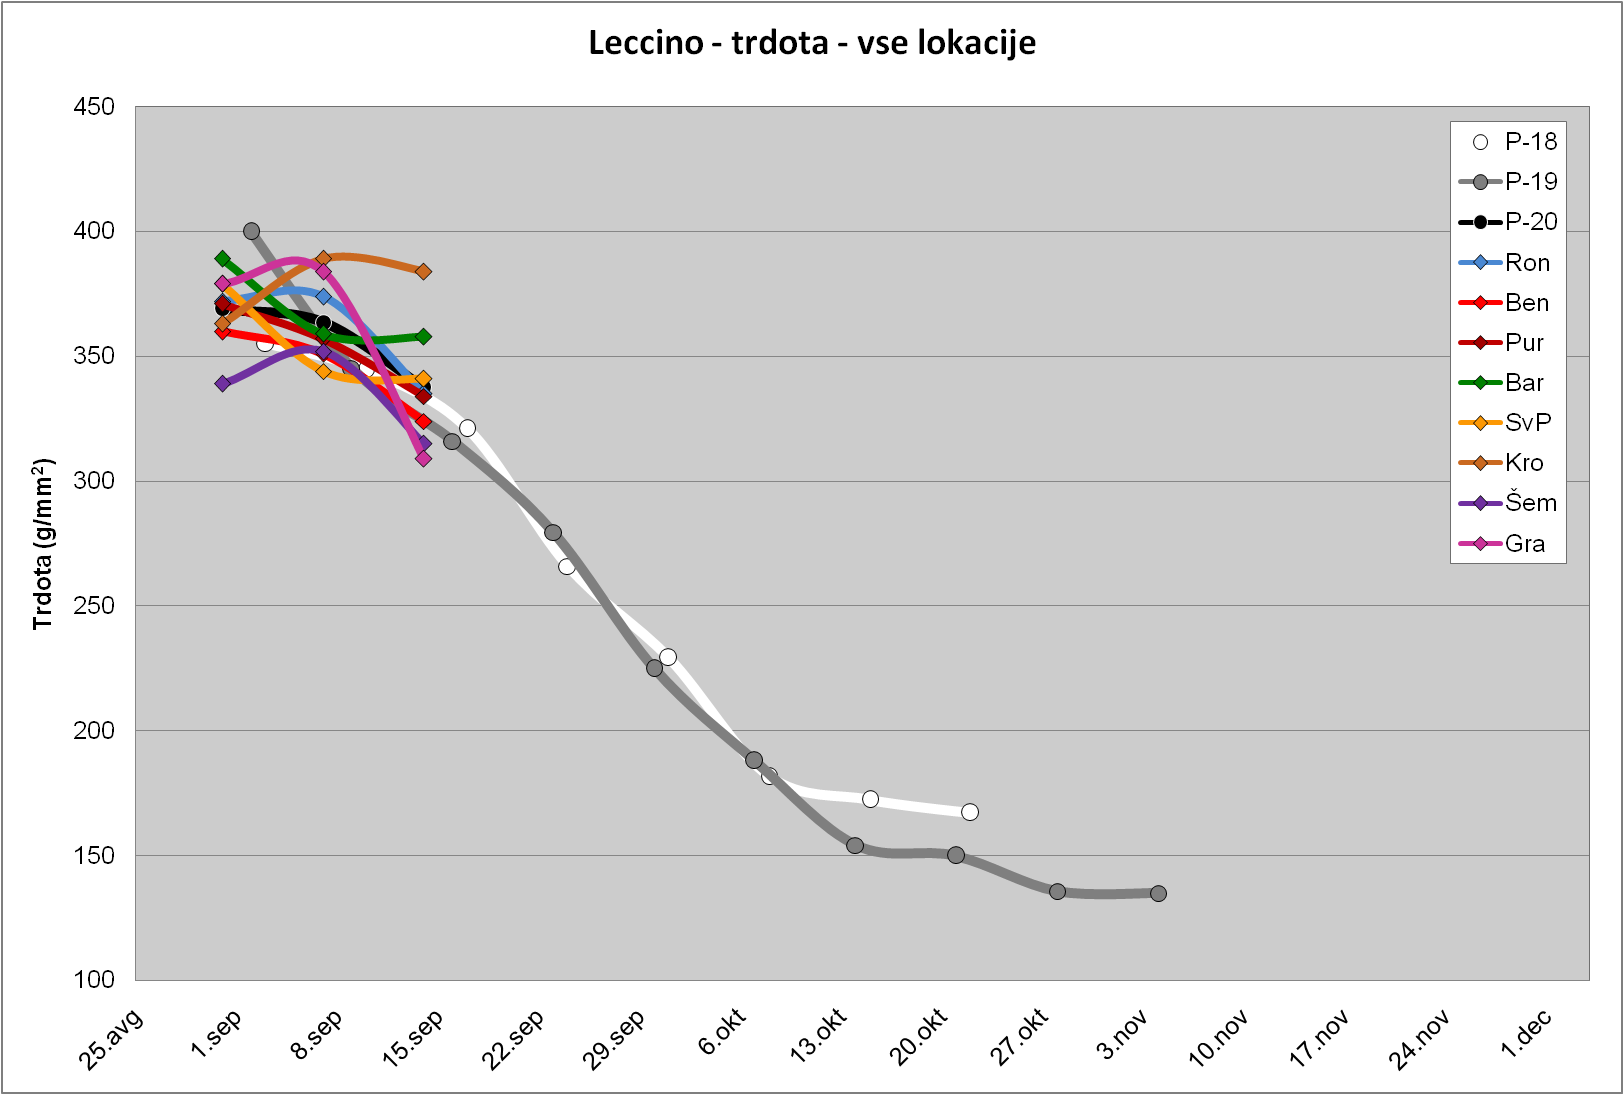 Leccino - trdota - vse lokacije
Trdota (g/mm²)
450
400
350
300
250
200
150
100
25.avg
1.sep
8.sep
15.sep
22.sep
29.sep
6.okt
13.okt
20.okt
27.okt
3.nov
10.nov
17.nov
24.nov
1.dec
P-18
P-19
P-20
Ron
Ben
Pur
Bar
SvP
Kro
Šem
Gra